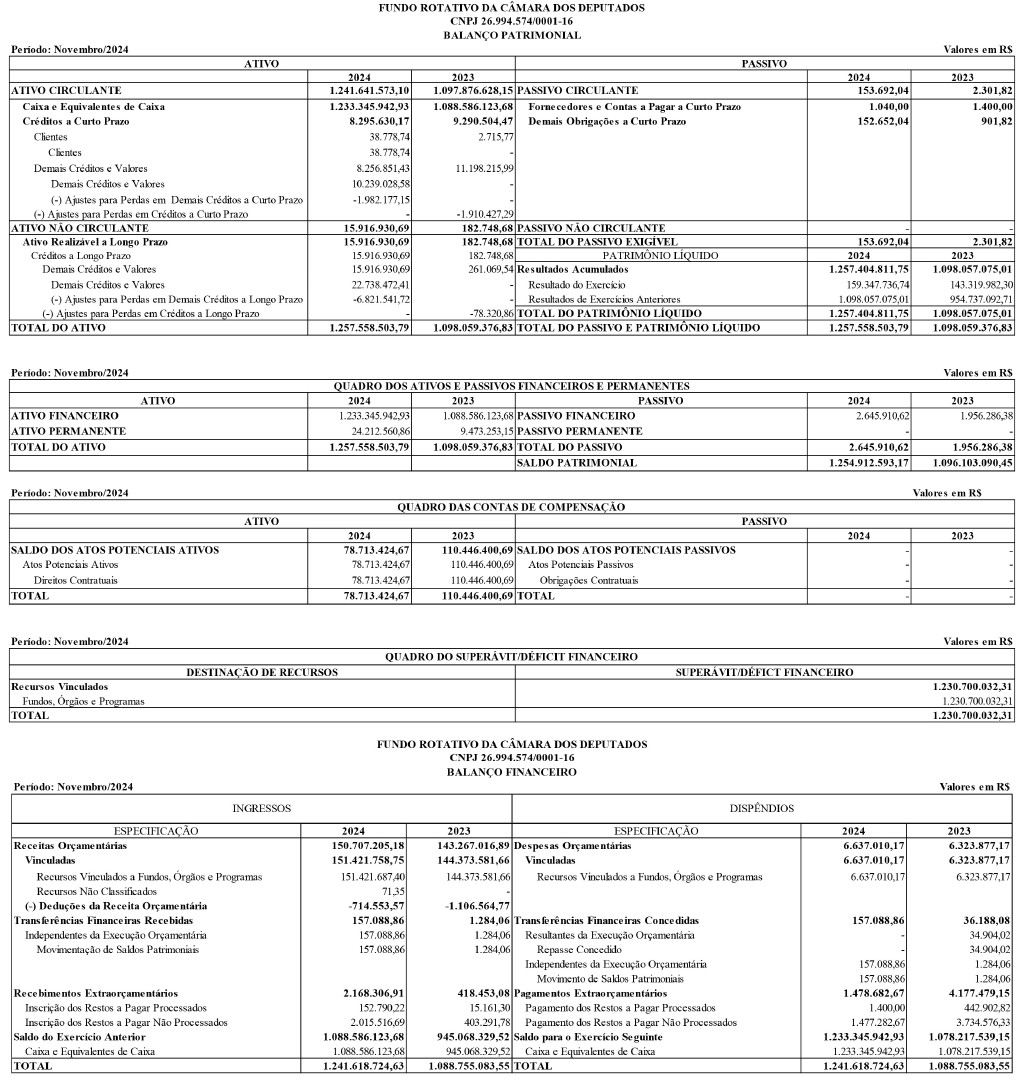 FUNDO ROTATIVO DA CÂMARA DOS DEPUTADOS
CNPJ 26.994.574/0001-16
BALANÇO PATRIMONIAL
Período: Novembro/2024 Valores em R$
ATIVO PASSIVO
2024 2023 2024 2023
ATIVO CIRCULANTE 1.241.641.573,10 1.097.876.628,15 PASSIVO CIRCULANTE 153.692,04 2.301,82
Caixa e Equivalentes de Caixa 1.233.345.942,93 1.088.586.123,68 Fornecedores e Contas a Pagar a Curto Prazo 1.040,00 1.400,00
Créditos a Curto Prazo 8.295.630,17 9.290.504,47 Demais Obrigações a Curto Prazo 152.652,04 901,82
Clientes 38.778,74 2.715,77
Clientes 38.778,74 -
Demais Créditos e Valores 8.256.851,43 11.198.215,99
Demais Créditos e Valores 10.239.028,58 -
(-) Ajustes para Perdas em Demais Créditos a Curto Prazo -1.982.177,15 -
(-) Ajustes para Perdas em Créditos a Curto Prazo - -1.910.427,29
ATIVO NÃO CIRCULANTE 15.916.930,69 182.748,68 PASSIVO NÃO CIRCULANTE - -
Ativo Realizável a Longo Prazo 15.916.930,69 182.748,68 TOTAL DO PASSIVO EXIGÍVEL 153.692,04 2.301,82
Créditos a Longo Prazo 15.916.930,69 182.748,68 PATRIMÔNIO LÍQUIDO 2024 2023
Demais Créditos e Valores 15.916.930,69 261.069,54 Resultados Acumulados 1.257.404.811,75 1.098.057.075,01
Demais Créditos e Valores 22.738.472,41 - Resultado do Exercício 159.347.736,74 143.319.982,30
(-) Ajustes para Perdas em Demais Créditos a Longo Prazo -6.821.541,72 - Resultados de Exercícios Anteriores 1.098.057.075,01 954.737.092,71
(-) Ajustes para Perdas em Créditos a Longo Prazo - -78.320,86 TOTAL DO PATRIMÔNIO LÍQUIDO 1.257.404.811,75 1.098.057.075,01
TOTAL DO ATIVO 1.257.558.503,79 1.098.059.376,83 TOTAL DO PASSIVO E PATRIMÔNIO LÍQUIDO 1.257.558.503,79 1.098.059.376,83
Período: Novembro/2024 Valores em R$
QUADRO DOS ATIVOS E PASSIVOS FINANCEIROS E PERMANENTES
ATIVO 2024 2023 PASSIVO 2024 2023
ATIVO FINANCEIRO 1.233.345.942,93 1.088.586.123,68 PASSIVO FINANCEIRO 2.645.910,62 1.956.286,38
ATIVO PERMANENTE 24.212.560,86 9.473.253,15 PASSIVO PERMANENTE - -
TOTAL DO ATIVO 1.257.558.503,79 1.098.059.376,83 TOTAL DO PASSIVO 2.645.910,62 1.956.286,38
SALDO PATRIMONIAL 1.254.912.593,17 1.096.103.090,45
Período: Novembro/2024 Valores em R$
QUADRO DAS CONTAS DE COMPENSAÇÃO
ATIVO PASSIVO
2024 2023 2024 2023
SALDO DOS ATOS POTENCIAIS ATIVOS 78.713.424,67 110.446.400,69 SALDO DOS ATOS POTENCIAIS PASSIVOS - -
Atos Potenciais Ativos 78.713.424,67 110.446.400,69 Atos Potenciais Passivos - -
Direitos Contratuais 78.713.424,67 110.446.400,69 Obrigações Contratuais - -
TOTAL 78.713.424,67 110.446.400,69 TOTAL - -
Período: Novembro/2024 Valores em R$
QUADRO DO SUPERÁVIT/DÉFICIT FINANCEIRO
DESTINAÇÃO DE RECURSOS SUPERÁVIT/DÉFICT FINANCEIRO
Recursos Vinculados 1.230.700.032,31
Fundos, Órgãos e Programas 1.230.700.032,31
TOTAL 1.230.700.032,31
FUNDO ROTATIVO DA CÂMARA DOS DEPUTADOS
CNPJ 26.994.574/0001-16
BALANÇO FINANCEIRO
Período: Novembro/2024 Valores em R$
INGRESSOS DISPÊNDIOS
ESPECIFICAÇÃO 2024 2023 ESPECIFICAÇÃO 2024 2023
Receitas Orçamentárias 150.707.205,18 143.267.016,89 Despesas Orçamentárias 6.637.010,17 6.323.877,17
Vinculadas 151.421.758,75 144.373.581,66 Vinculadas 6.637.010,17 6.323.877,17
Recursos Vinculados a Fundos, Órgãos e Programas 151.421.687,40 144.373.581,66 Recursos Vinculados a Fundos, Órgãos e Programas 6.637.010,17 6.323.877,17
Recursos Não Classificados 71,35 -
(-) Deduções da Receita Orçamentária -714.553,57 -1.106.564,77
Transferências Financeiras Recebidas 157.088,86 1.284,06 Transferências Financeiras Concedidas 157.088,86 36.188,08
Independentes da Execução Orçamentária 157.088,86 1.284,06 Resultantes da Execução Orçamentária - 34.904,02
Movimentação de Saldos Patrimoniais 157.088,86 1.284,06 Repasse Concedido - 34.904,02
Independentes da Execução Orçamentária 157.088,86 1.284,06
Movimento de Saldos Patrimoniais 157.088,86 1.284,06
Recebimentos Extraorçamentários 2.168.306,91 418.453,08 Pagamentos Extraorçamentários 1.478.682,67 4.177.479,15
Inscrição dos Restos a Pagar Processados 152.790,22 15.161,30 Pagamento dos Restos a Pagar Processados 1.400,00 442.902,82
Inscrição dos Restos a Pagar Não Processados 2.015.516,69 403.291,78 Pagamento dos Restos a Pagar Não Processados 1.477.282,67 3.734.576,33
Saldo do Exercício Anterior 1.088.586.123,68 945.068.329,52 Saldo para o Exercício Seguinte 1.233.345.942,93 1.078.217.539,15
Caixa e Equivalentes de Caixa 1.088.586.123,68 945.068.329,52 Caixa e Equivalentes de Caixa 1.233.345.942,93 1.078.217.539,15
TOTAL 1.241.618.724,63 1.088.755.083,55 TOTAL 1.241.618.724,63 1.088.755.083,55